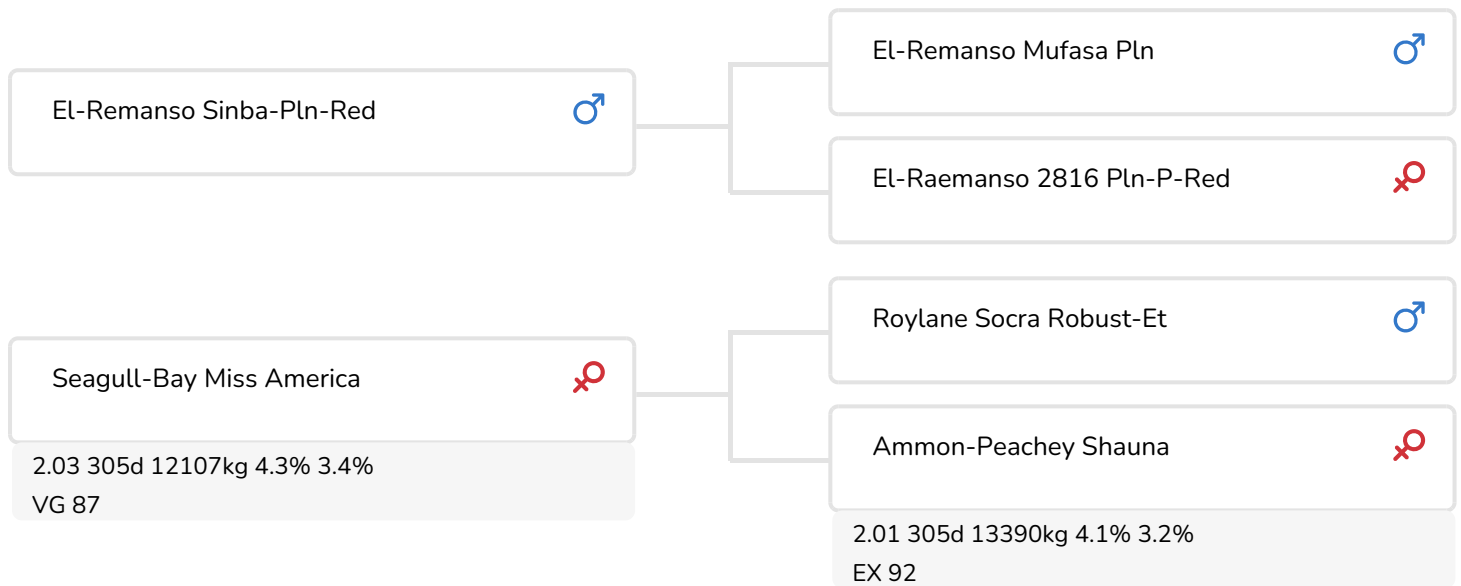 El-Remanso Sinba-Pln-Red
El-Remanso Mufasa Pln
El-Raemanso 2816 Pln-P-Red
Seagull-Bay Miss America
2.03 305d 12107kg 4.3% 3.4%
VG 87
Roylane Socra Robust-Et
Ammon-Peachey Shauna
2.01 305d 13390kg 4.1% 3.2%
EX 92